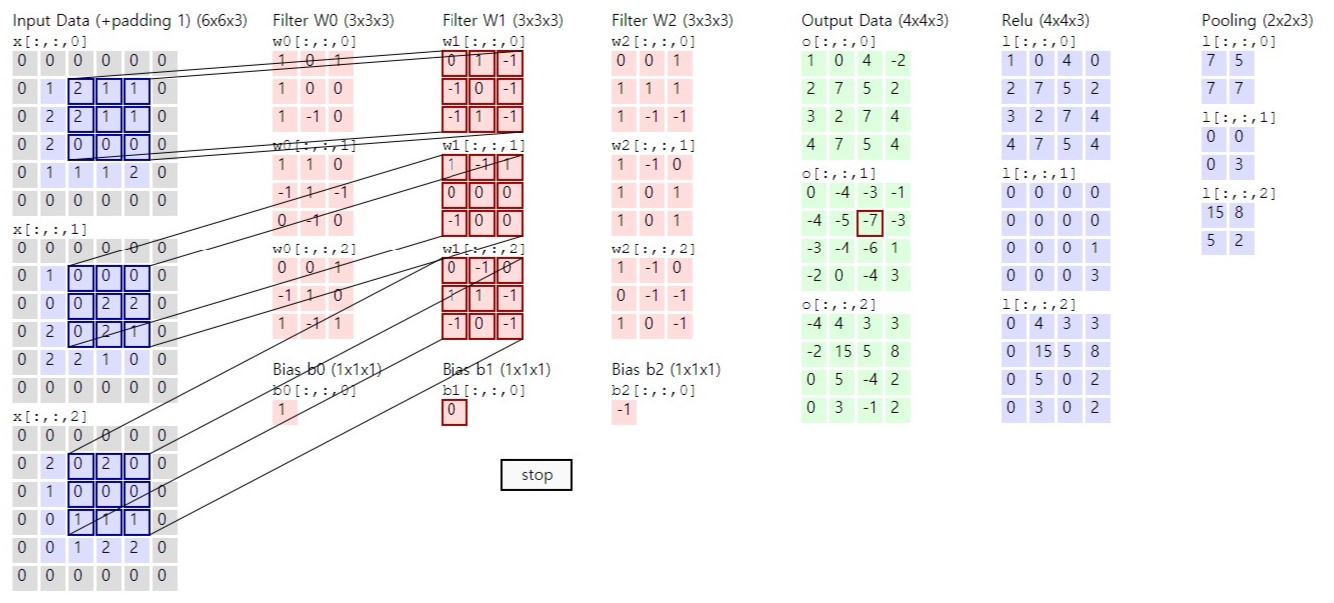 Input Data (+padding 1) (6x6x3)
x[:,:,0]
0 0 0 0 0 0
0 1 2 1 1 0
0 2 2 1 1 0
0 2 0 0 0 0
0 1 1 1 2 0
0 0 0 0 0 0
x[:,:,1]
0 0 0 0 0 0
0 1 0 0 0 0
0 0 0 2 2 0
0 2 0 2 1 0
0 2 2 1 0 0
0 0 0 0 0 0
x[:,:,2]
0 0 0 0 0 0
0 2 0 2 0 0
0 1 0 0 0 0
0 0 1 1 1 0
0 0 1 2 2 0
0 0 0 0 0 0
Filter W0 (3x3x3)
w0[:,:,0]
1 0 1
1 0 0
1 -1 0
w0[:,:,1]
1 1 0
-1 1 -1
0 -1 0
w0[:,:,2]
0 0 1
-1 1 0
1 -1 1
Bias b0 (1x1x1)
b0[:,:,0]
1
Filter W1 (3x3x3)
w1[:,:,0]
0 1 -1
-1 0 -1
-1 1 -1
w1[:,:,1]
1 -1 1
0 0 0
-1 0 0
w1[:,:,2]
0 -1 0
1 1 -1
-1 0 -1
Bias b1 (1x1x1)
b1[:,:,0]
0
Filter W2 (3x3x3)
w2[:,:,0]
0 0 1
1 1 1
1 -1 -1
w2[:,:,1]
1 -1 0
1 0 1
1 0 1
w2[:,:,2]
1 -1 0
0 -1 -1
1 0 -1
Bias b2 (1x1x1)
b2[:,:,0]
-1
stop
Output Data (4x4x3)
o[:,:,0]
1 0 4 -2
2 7 5 2
3 2 7 4
4 7 5 4
o[:,:,1]
0 -4 -3 -1
-4 -5 -7 -3
-3 -4 -6 1
-2 0 -4 3
o[:,:,2]
-4 4 3 3
-2 15 5 8
0 5 -4 2
0 3 -1 2
Relu (4x4x3)
l[:,:,0]
1 0 4 0
2 7 5 2
3 2 7 4
4 7 5 4
l[:,:,1]
0 0 0 0
0 0 0 0
0 0 0 1
0 0 0 3
l[:,:,2]
0 4 3 3
0 15 5 8
0 5 0 2
0 3 0 2
Pooling (2x2x3)
l[:,:,0]
7 5
7 7
l[:,:,1]
0 0
0 3
l[:,:,2]
15 8
5 2